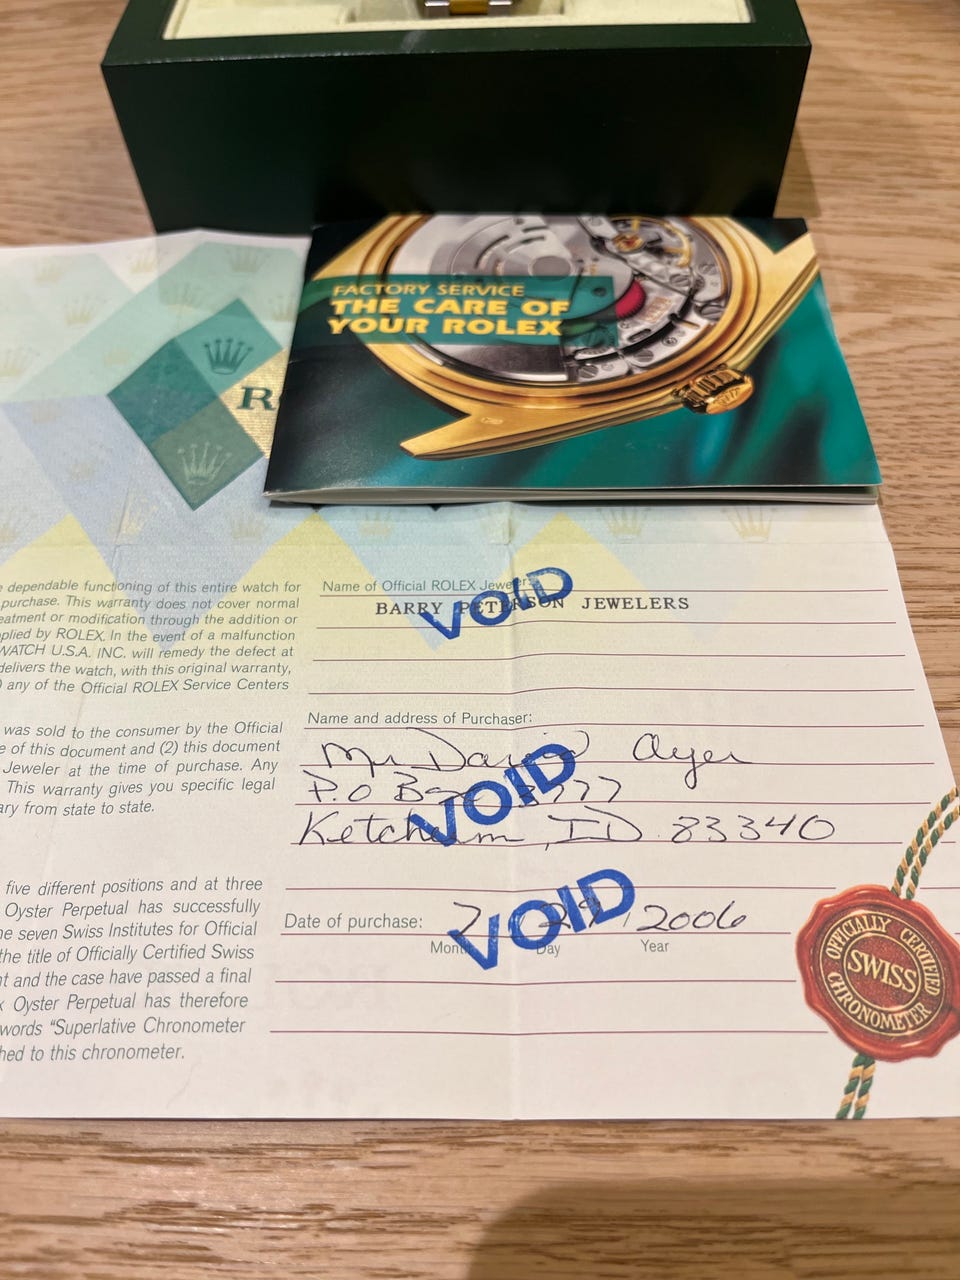 FACTORY SERVICE
THE CARE OF
YOUR ROLEX
R
dependable functioning of this entire watch for
purchase. This warranty does not cover normal
eatment or modification through the addition or
plied by ROLEX. In the event of a malfunction
WATCH U.S.A. INC. will remedy the defect at
delivers the watch, with this original warranty,
any of the Official ROLEX Service Centers
was sold to the consumer by the Official
e of this document and (2) this document
Jeweler at the time of purchase. Any
This warranty gives you specific legal
ary from state to state.
five different positions and at three
Oyster Perpetual has successfully
he seven Swiss Institutes for Official
the title of Officially Certified Swiss
nt and the case have passed a final
x Oyster Perpetual has therefore
words "Superlative Chronometer
hed to this chronometer.
Name of Official ROLEX Jeweler:
BARRY PETERSON JEWELERS
VOID
Name and address of Purchaser:
Mr David Ayer
P.O Box 777
Ketchum, ID 83340
VOID
Date of purchase: 7/29/2006
Month Day Year
VOID
OFFICIALLY CERTIFIED
SWISS
CHRONOMETER